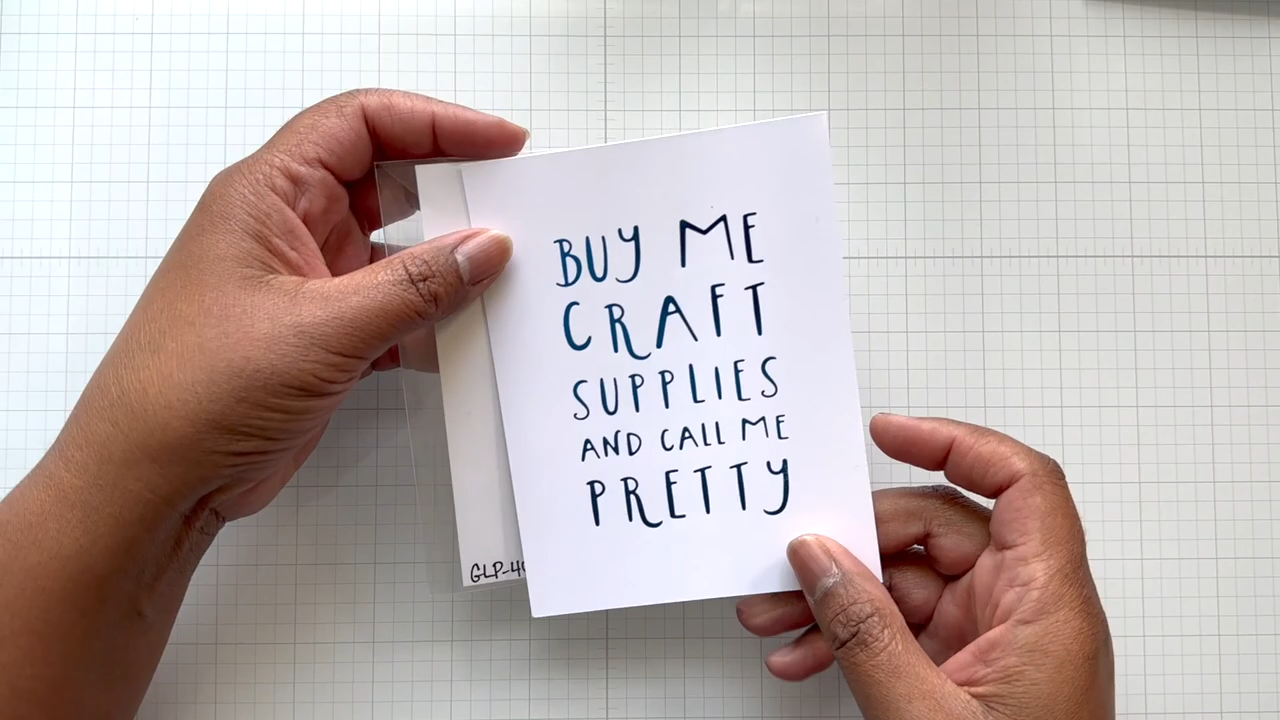 BUY ME
CRAFT
SUPPLIES
AND CALL ME
PRETTY